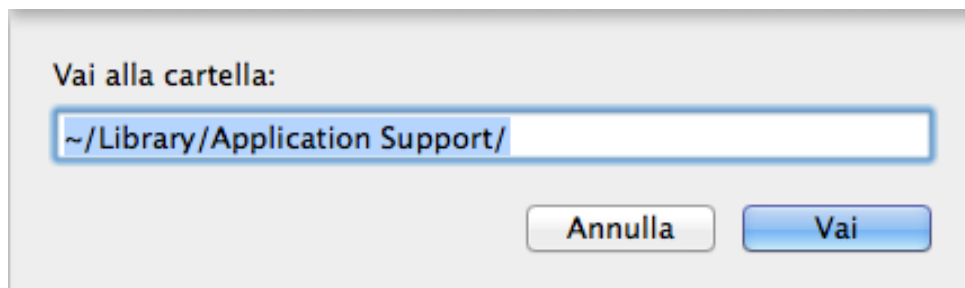 Vai alla cartella:
~/Library/Application Support/
Annulla
Vai